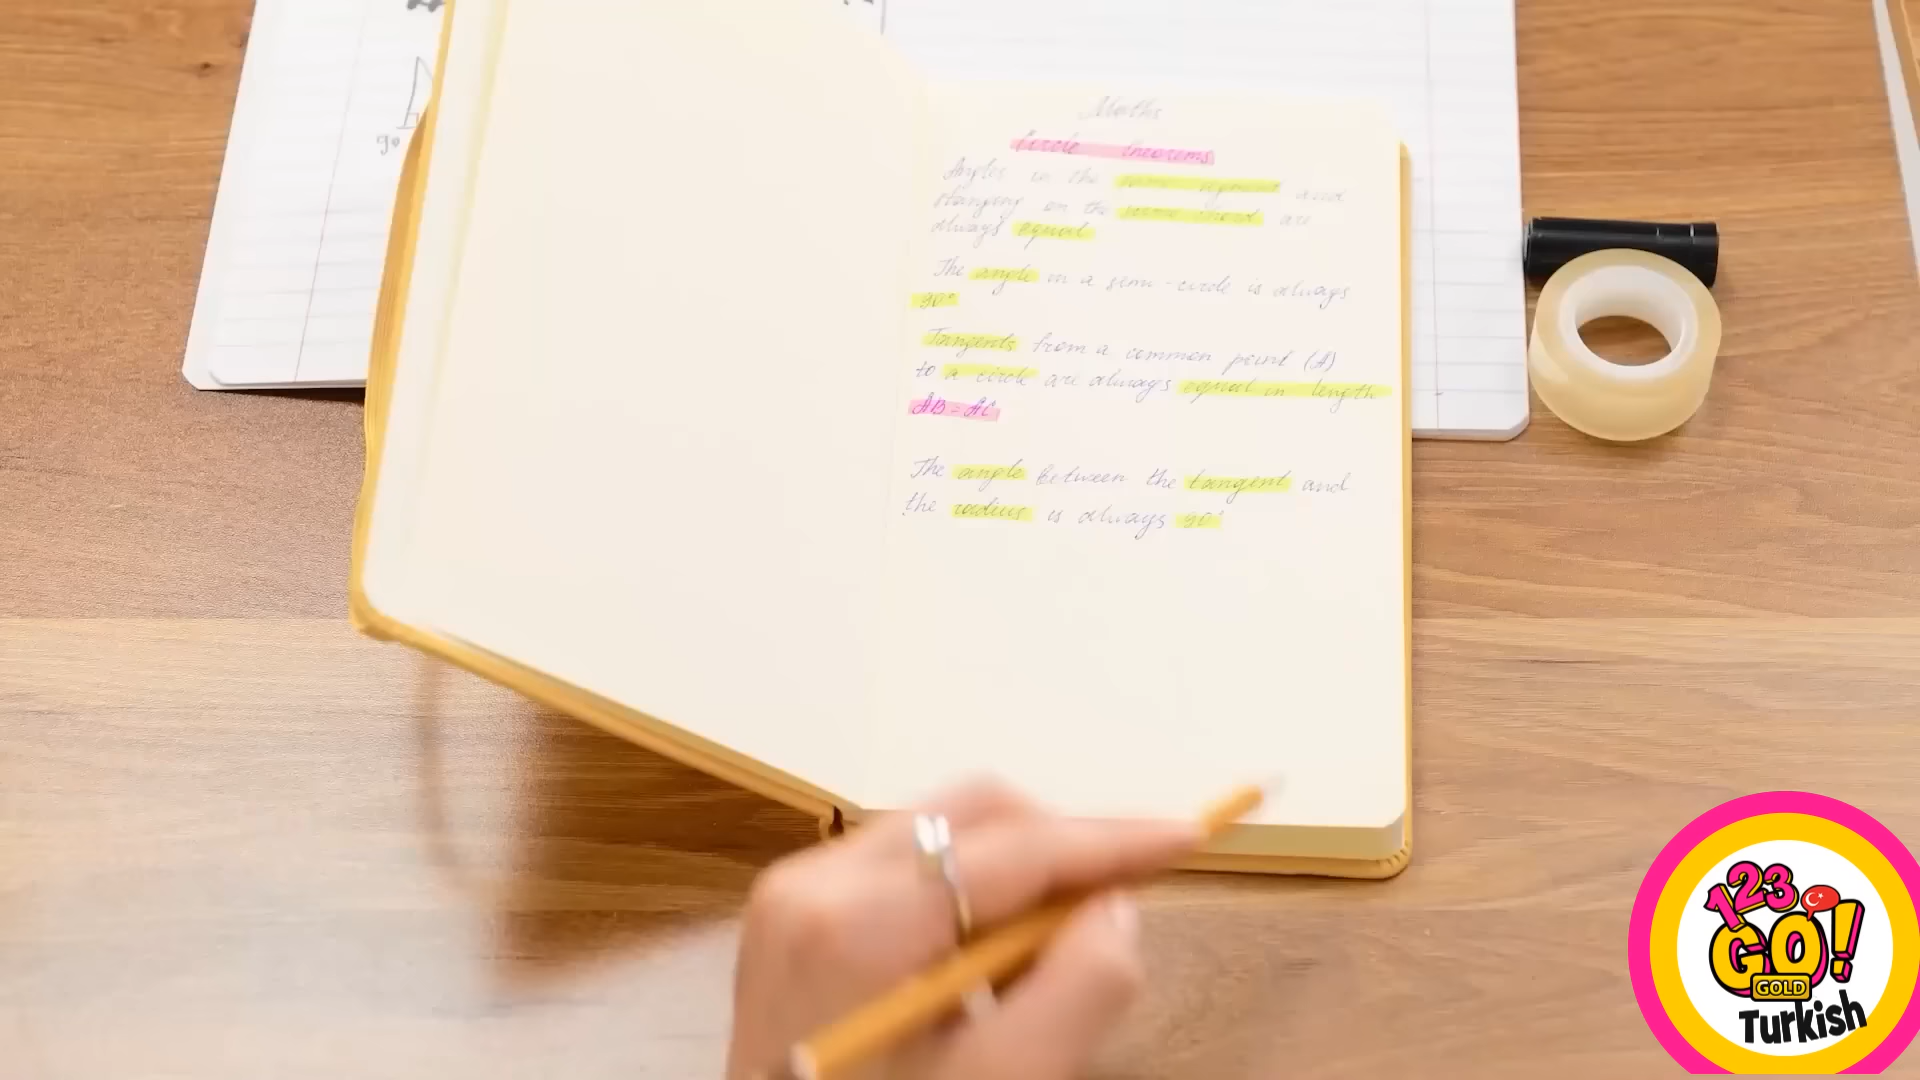 Maths
Circle theorems
Angles in the same segment and
standing on the same chord are
always equal
The angle in a semi-circle is always
90°
Tangents from a common point (A)
to a circle are always equal in length
AB = AC
The angle between the tangent and
the radius is always 90°
90
123
GO!
GOLD
Turkish